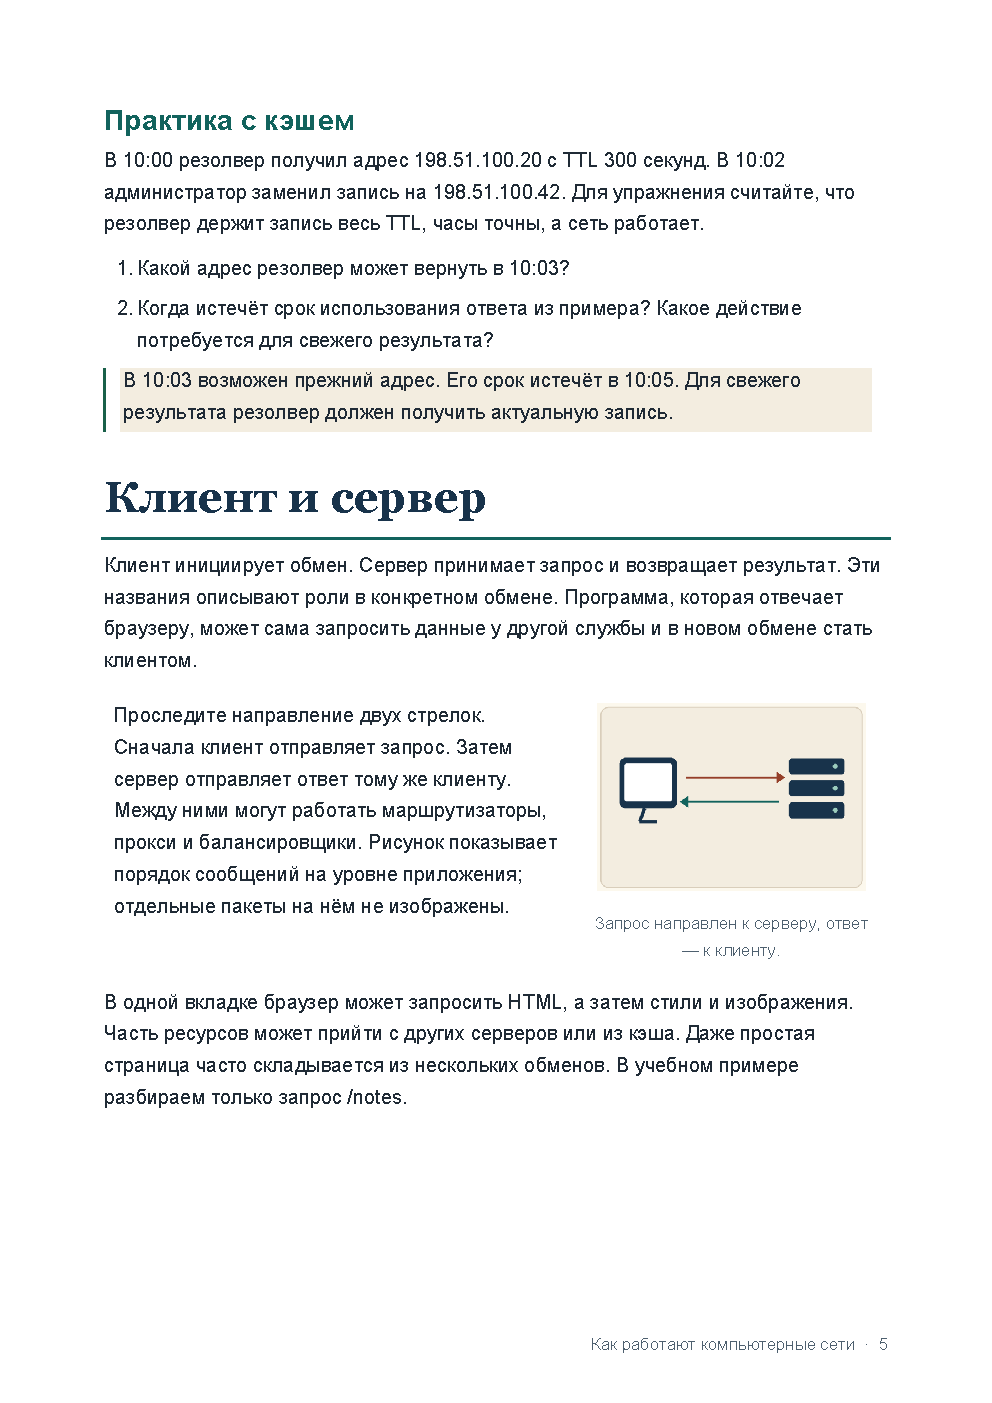 Практика с кэшем
В 10:00 резолвер получил адрес 198.51.100.20 с TTL 300 секунд. В 10:02
администратор заменил запись на 198.51.100.42. Для упражнения считайте, что
резолвер держит запись весь TTL, часы точны, а сеть работает.
1. Какой адрес резолвер может вернуть в 10:03?
2. Когда истечёт срок использования ответа из примера? Какое действие
потребуется для свежего результата?
В 10:03 возможен прежний адрес. Его срок истечёт в 10:05. Для свежего
результата резолвер должен получить актуальную запись.
Клиент и сервер
Клиент инициирует обмен. Сервер принимает запрос и возвращает результат. Эти
названия описывают роли в конкретном обмене. Программа, которая отвечает
браузеру, может сама запросить данные у другой службы и в новом обмене стать
клиентом.
Проследите направление двух стрелок.
Сначала клиент отправляет запрос. Затем
сервер отправляет ответ тому же клиенту.
Между ними могут работать маршрутизаторы,
прокси и балансировщики. Рисунок показывает
порядок сообщений на уровне приложения;
отдельные пакеты на нём не изображены.
Запрос направлен к серверу, ответ
— к клиенту.
В одной вкладке браузер может запросить HTML, а затем стили и изображения.
Часть ресурсов может прийти с других серверов или из кэша. Даже простая
страница часто складывается из нескольких обменов. В учебном примере
разбираем только запрос /notes.
Как работают компьютерные сети · 5